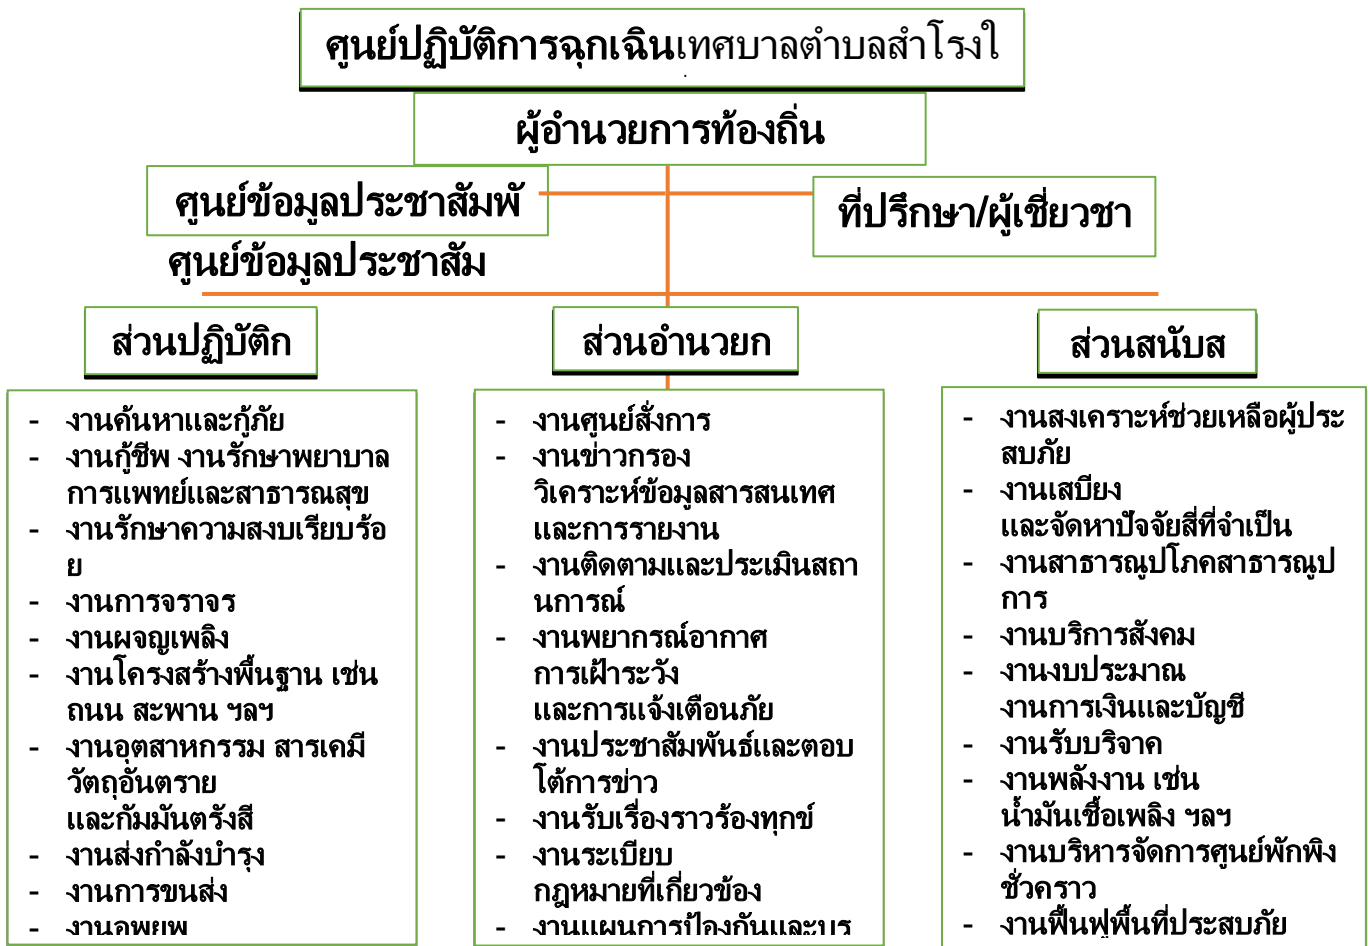 ศูนย์ปฏิบัติการฉุกเฉินเทศบาลตำบลสำโรงใ
ผู้อำนวยการท้องถิ่น
ศูนย์ข้อมูลประชาสัมพั
ที่ปรึกษา/ผู้เชี่ยวชา
ศูนย์ข้อมูลประชาสัม
ส่วนปฏิบัติก
- งานค้นหาและกู้ภัย
- งานกู้ชีพ งานรักษาพยาบาล
การแพทย์และสาธารณสุข
- งานรักษาความสงบเรียบร้อ
ย
- งานการจราจร
- งานผจญเพลิง
- งานโครงสร้างพื้นฐาน เช่น
ถนน สะพาน ฯลฯ
- งานอุตสาหกรรม สารเคมี
วัตถุอันตราย
และกัมมันตรังสี
- งานส่งกำลังบำรุง
- งานการขนส่ง
- งานอพยพ
ส่วนอำนวยก
- งานศูนย์สั่งการ
- งานข่าวกรอง
วิเคราะห์ข้อมูลสารสนเทศ
และการรายงาน
- งานติดตามและประเมินสถา
นการณ์
- งานพยากรณ์อากาศ
การเฝ้าระวัง
และการแจ้งเตือนภัย
- งานประชาสัมพันธ์และตอบ
โต้การข่าว
- งานรับเรื่องราวร้องทุกข์
- งานระเบียบ
กฎหมายที่เกี่ยวข้อง
- งานแผนการป้องกันและบร
ส่วนสนับส
- งานสงเคราะห์ช่วยเหลือผู้ประ
สบภัย
- งานเสบียง
และจัดหาปัจจัยสี่ที่จำเป็น
- งานสาธารณูปโภคสาธารณูป
การ
- งานบริการสังคม
- งานงบประมาณ
งานการเงินและบัญชี
- งานรับบริจาค
- งานพลังงาน เช่น
น้ำมันเชื้อเพลิง ฯลฯ
- งานบริหารจัดการศูนย์พักพิง
ชั่วคราว
- งานฟื้นฟูพื้นที่ประสบภัย